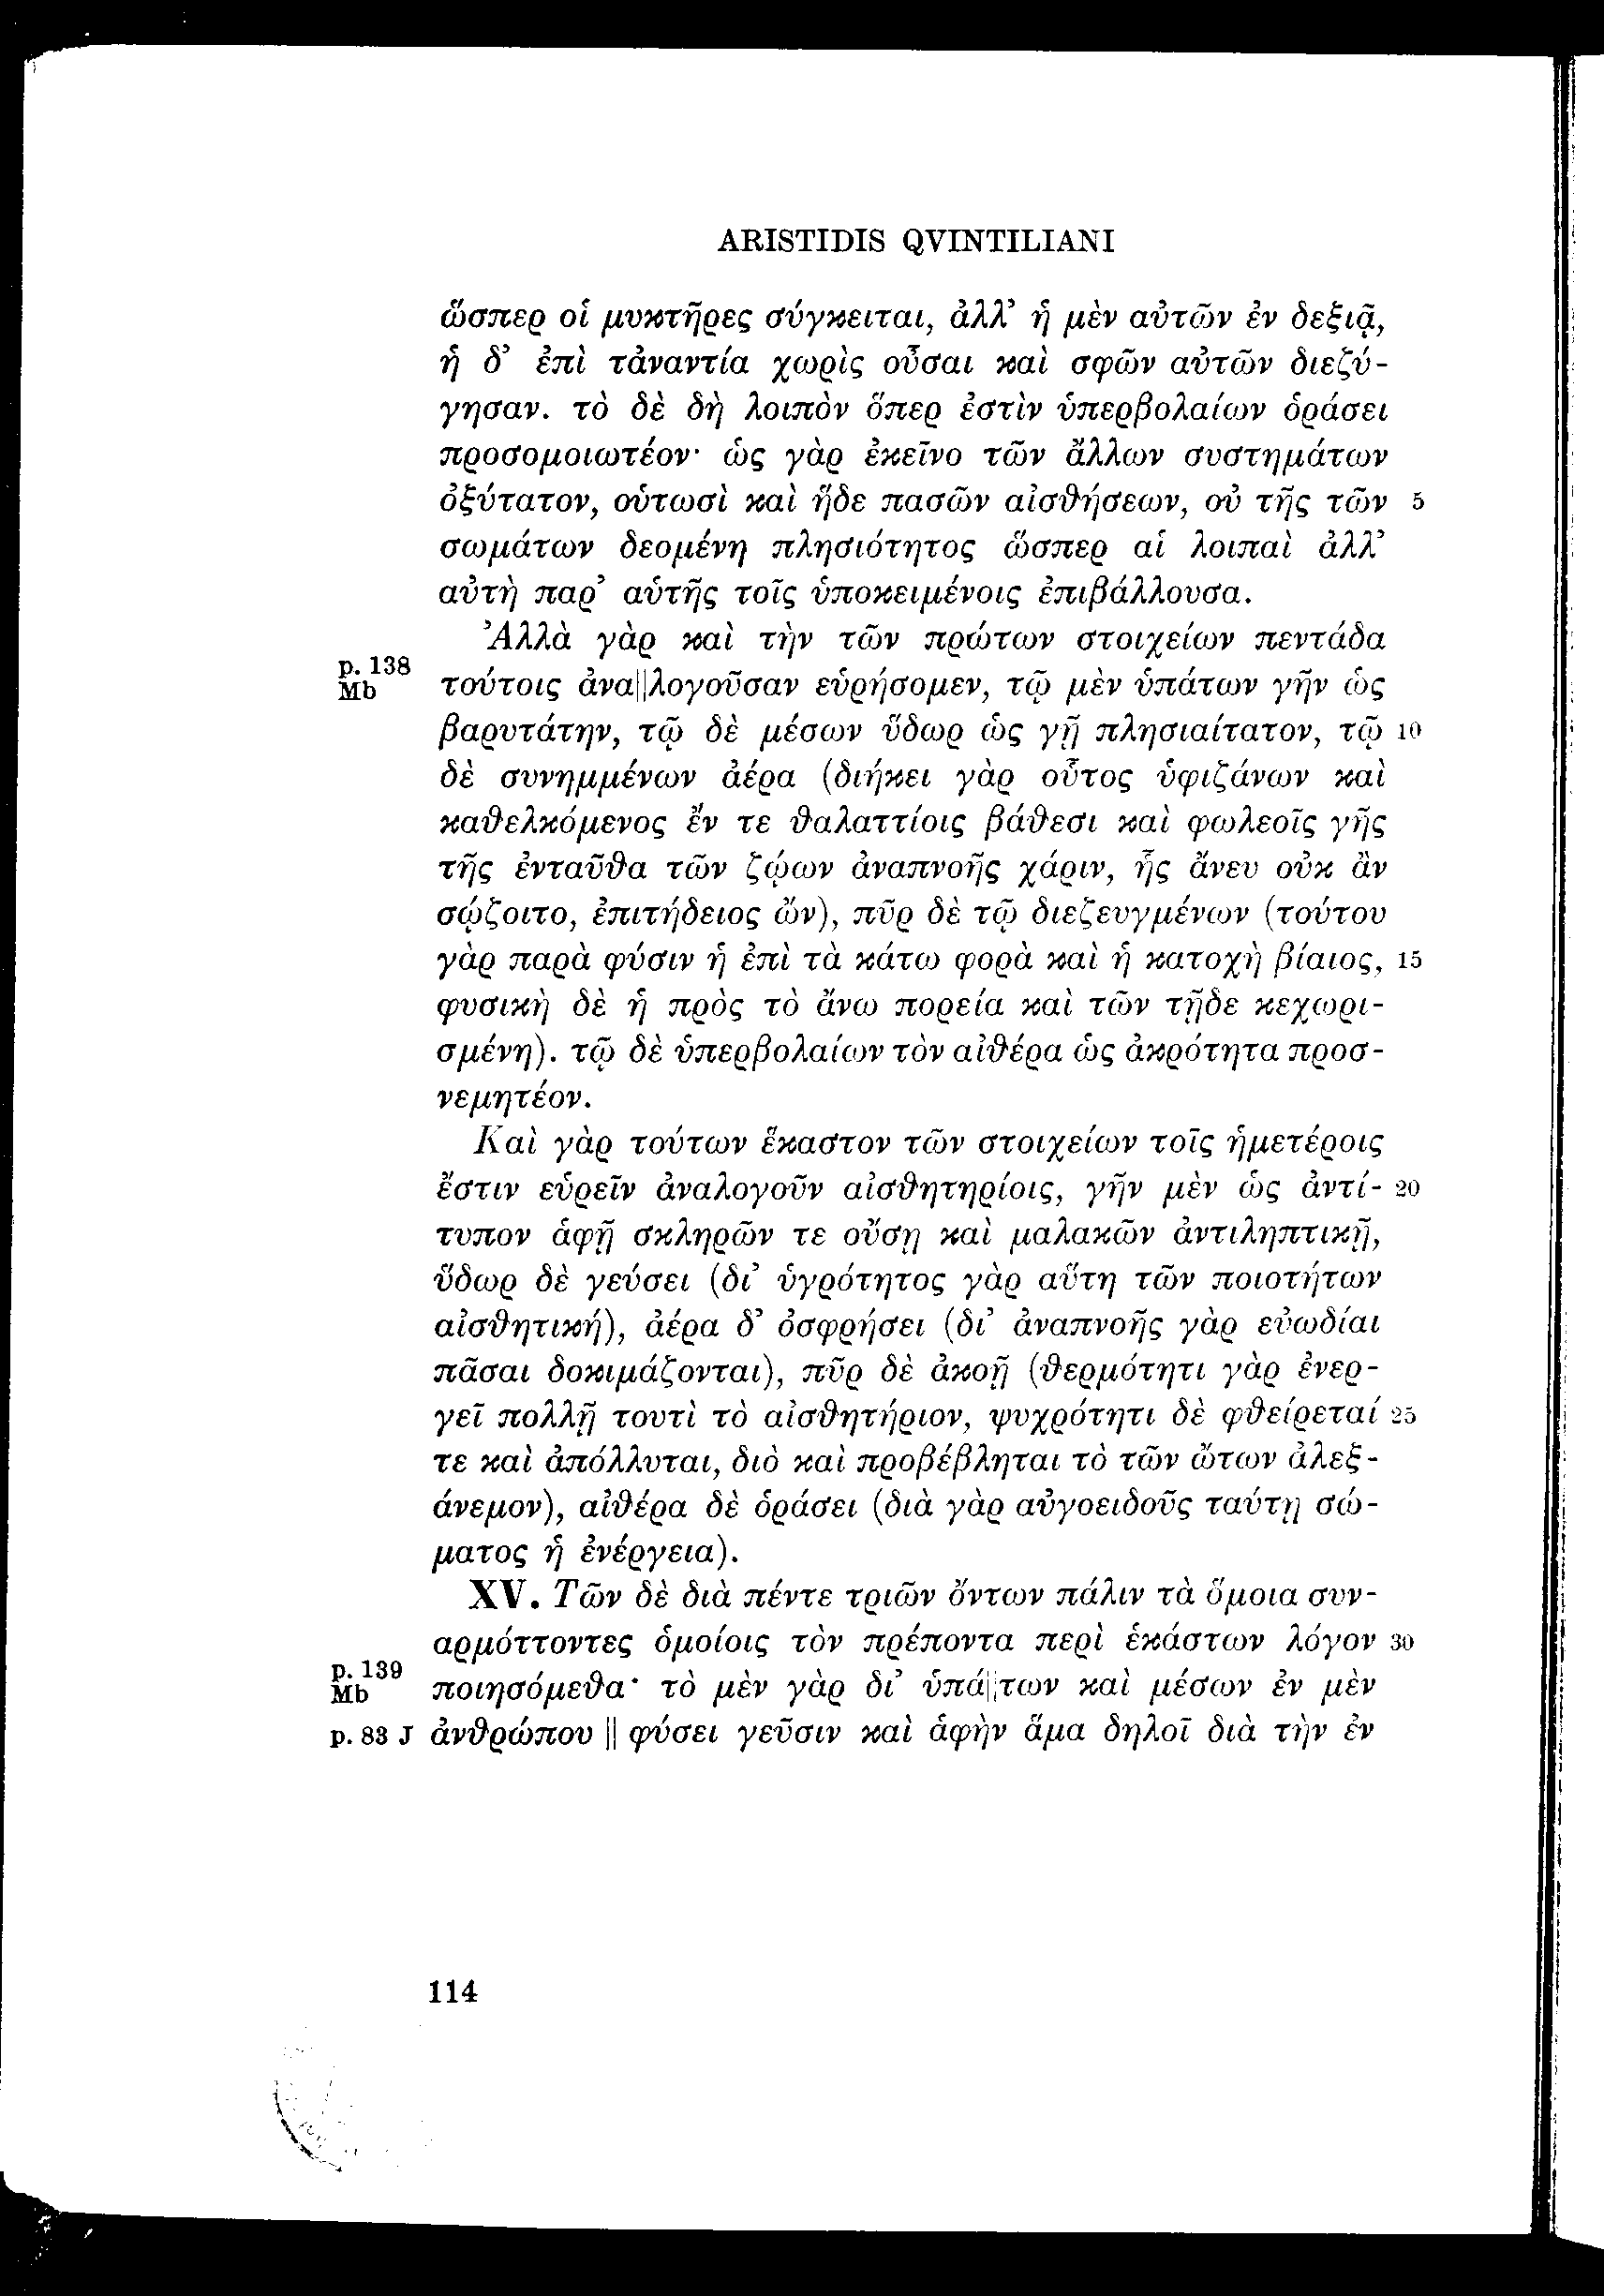 ARISTIDIS QVINTILIANI
ὥσπερ οἱ μυκτῆρες σύγκειται, ἀλλ’ ἡ μὲν αὐτῶν ἐν δεξιᾷ,
ἡ δ’ ἐπὶ τἀναντία χωρὶς οὖσαι καὶ σφῶν αὐτῶν διεζύ-
γησαν. τὸ δὲ δὴ λοιπὸν ὅπερ ἐστὶν ὑπερβολαίων ὁράσει
προσομοιωτέον· ὡς γὰρ ἐκεῖνο τῶν ἄλλων συστημάτων
ὀξύτατον, οὑτωσὶ καὶ ἥδε πασῶν αἰσθήσεων, οὐ τῆς τῶν 5
σωμάτων δεομένη πλησιότητος ὥσπερ αἱ λοιπαὶ ἀλλ’
αὐτὴ παρ’ αὑτῆς τοῖς ὑποκειμένοις ἐπιβάλλουσα.
Ἀλλὰ γὰρ καὶ τὴν τῶν πρώτων στοιχείων πεντάδα
p. 138 Mb τούτοις ἀνα||λογοῦσαν εὑρήσομεν, τῷ μὲν ὑπάτων γῆν ὡς
βαρυτάτην, τῷ δὲ μέσων ὕδωρ ὡς γῇ πλησιαίτατον, τῷ 10
δὲ συνημμένων ἀέρα (διήκει γὰρ οὗτος ὑφιζάνων καὶ
καθελκόμενος ἔν τε θαλαττίοις βάθεσι καὶ φωλεοῖς γῆς
τῆς ἐνταῦθα τῶν ζῴων ἀναπνοῆς χάριν, ἧς ἄνευ οὐκ ἂν
σῴζοιτο, ἐπιτήδειος ὤν), πῦρ δὲ τῷ διεζευγμένων (τούτου
γὰρ παρὰ φύσιν ἡ ἐπὶ τὰ κάτω φορὰ καὶ ἡ κατοχὴ βίαιος, 15
φυσικὴ δὲ ἡ πρὸς τὸ ἄνω πορεία καὶ τῶν τῇδε κεχωρι-
σμένη). τῷ δὲ ὑπερβολαίων τὸν αἰθέρα ὡς ἀκρότητα προσ-
νεμητέον.
Καὶ γὰρ τούτων ἕκαστον τῶν στοιχείων τοῖς ἡμετέροις
ἔστιν εὑρεῖν ἀναλογοῦν αἰσθητηρίοις, γῆν μὲν ὡς ἀντί- 20
τυπον ἁφῇ σκληρῶν τε οὔσῃ καὶ μαλακῶν ἀντιληπτικῇ,
ὕδωρ δὲ γεύσει (δι’ ὑγρότητος γὰρ αὕτη τῶν ποιοτήτων
αἰσθητική), ἀέρα δ’ ὀσφρήσει (δι’ ἀναπνοῆς γὰρ εὐωδίαι
πᾶσαι δοκιμάζονται), πῦρ δὲ ἀκοῇ (θερμότητι γὰρ ἐνερ-
γεῖ πολλῇ τουτὶ τὸ αἰσθητήριον, ψυχρότητι δὲ φθείρεταί 25
τε καὶ ἀπόλλυται, διὸ καὶ προβέβληται τὸ τῶν ὤτων ἀλεξ-
άνεμον), αἰθέρα δὲ ὁράσει (διὰ γὰρ αὐγοειδοῦς ταύτῃ σώ-
ματος ἡ ἐνέργεια).
XV. Τῶν δὲ διὰ πέντε τριῶν ὄντων πάλιν τὰ ὅμοια συν-
αρμόττοντες ὁμοίοις τὸν πρέποντα περὶ ἑκάστων λόγον 30
p. 139 Mb ποιησόμεθα· τὸ μὲν γὰρ δι’ ὑπά||των καὶ μέσων ἐν μὲν
p. 83 J ἀνθρώπου || φύσει γεῦσιν καὶ ἁφὴν ἅμα δηλοῖ διὰ τὴν ἐν
114